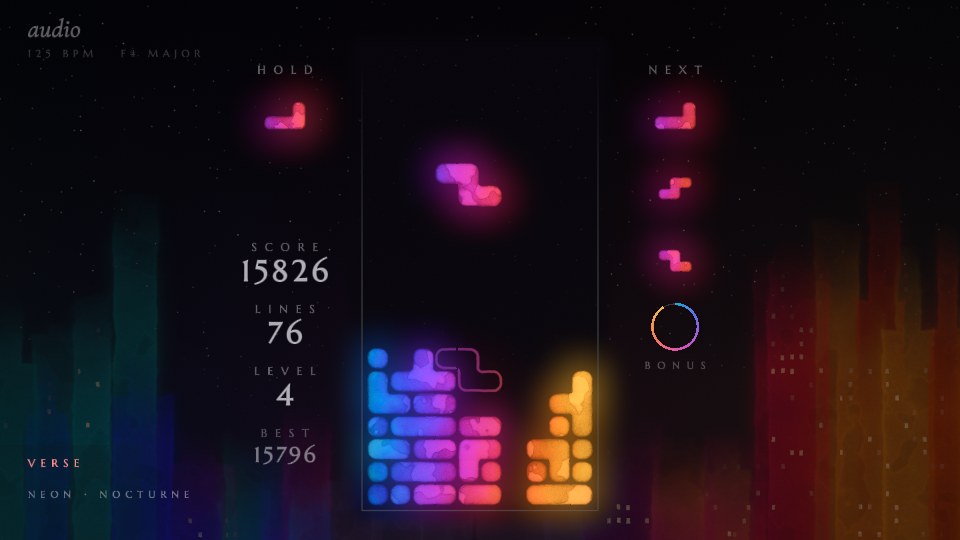 audio
125 BPM F# MAJOR
HOLD
NEXT
SCORE
15826
LINES
76
LEVEL
4
BEST
15796
BONUS
VERSE
NEON · NOCTURNE